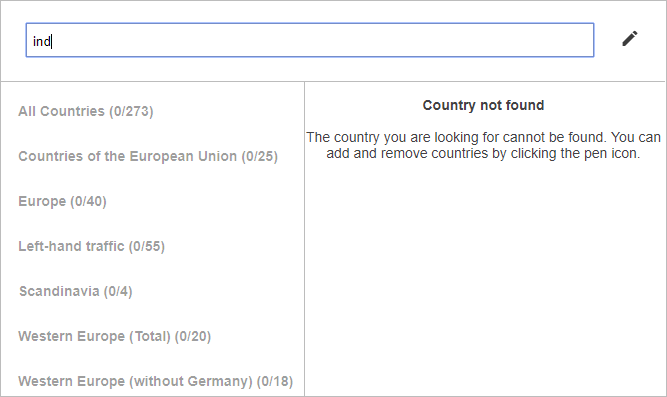 ind
All Countries (0/273)
Countries of the European Union (0/25)
Europe (0/40)
Left-hand traffic (0/55)
Scandinavia (0/4)
Western Europe (Total) (0/20)
Western Europe (without Germany) (0/18)
Country not found
The country you are looking for cannot be found. You can
add and remove countries by clicking the pen icon.